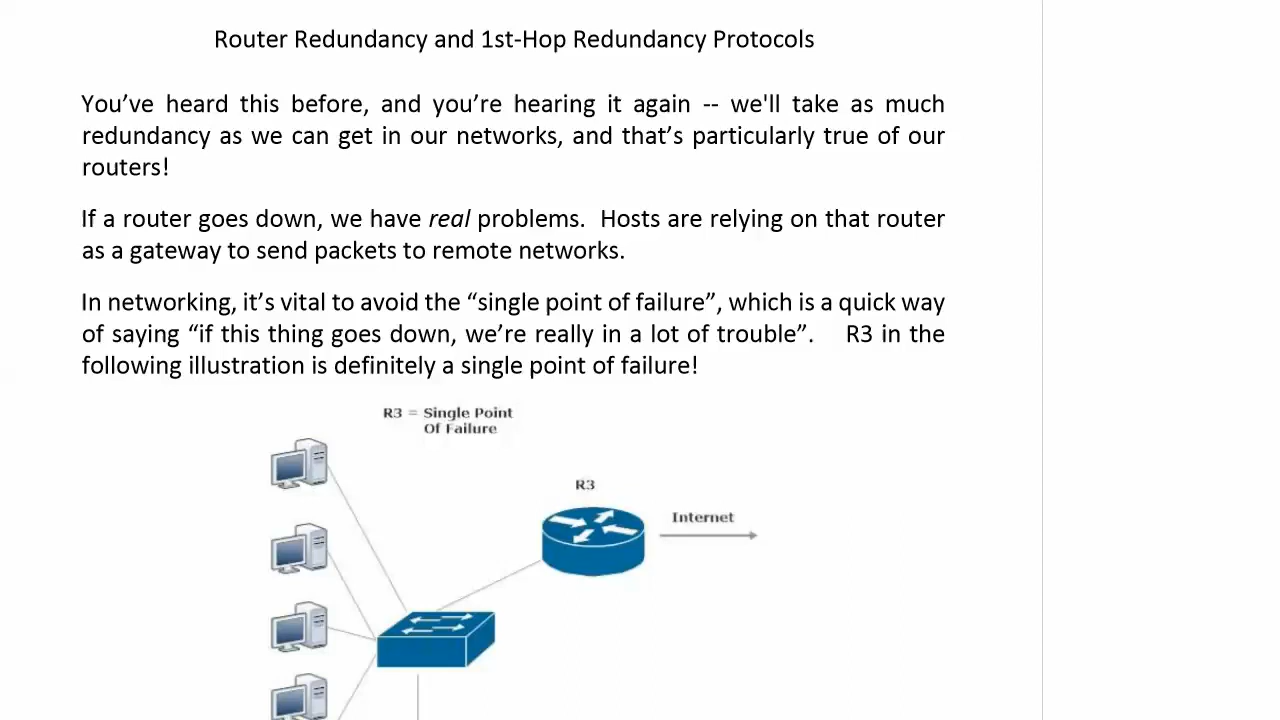 Router Redundancy and 1st-Hop Redundancy Protocols
You’ve heard this before, and you’re hearing it again -- we'll take as much
redundancy as we can get in our networks, and that’s particularly true of our
routers!
If a router goes down, we have real problems.  Hosts are relying on that router
as a gateway to send packets to remote networks.
In networking, it’s vital to avoid the “single point of failure”, which is a quick way
of saying “if this thing goes down, we’re really in a lot of trouble”.   R3 in the
following illustration is definitely a single point of failure!
R3 = Single Point
Of Failure
R3
Internet